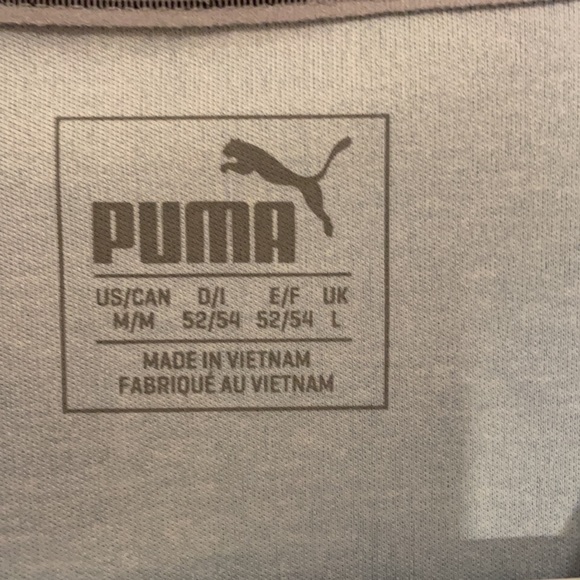 PUMA
US/CAN D/I E/F UK
M/M 52/54 52/54 L
MADE IN VIETNAM
FABRIQUÉ AU VIETNAM